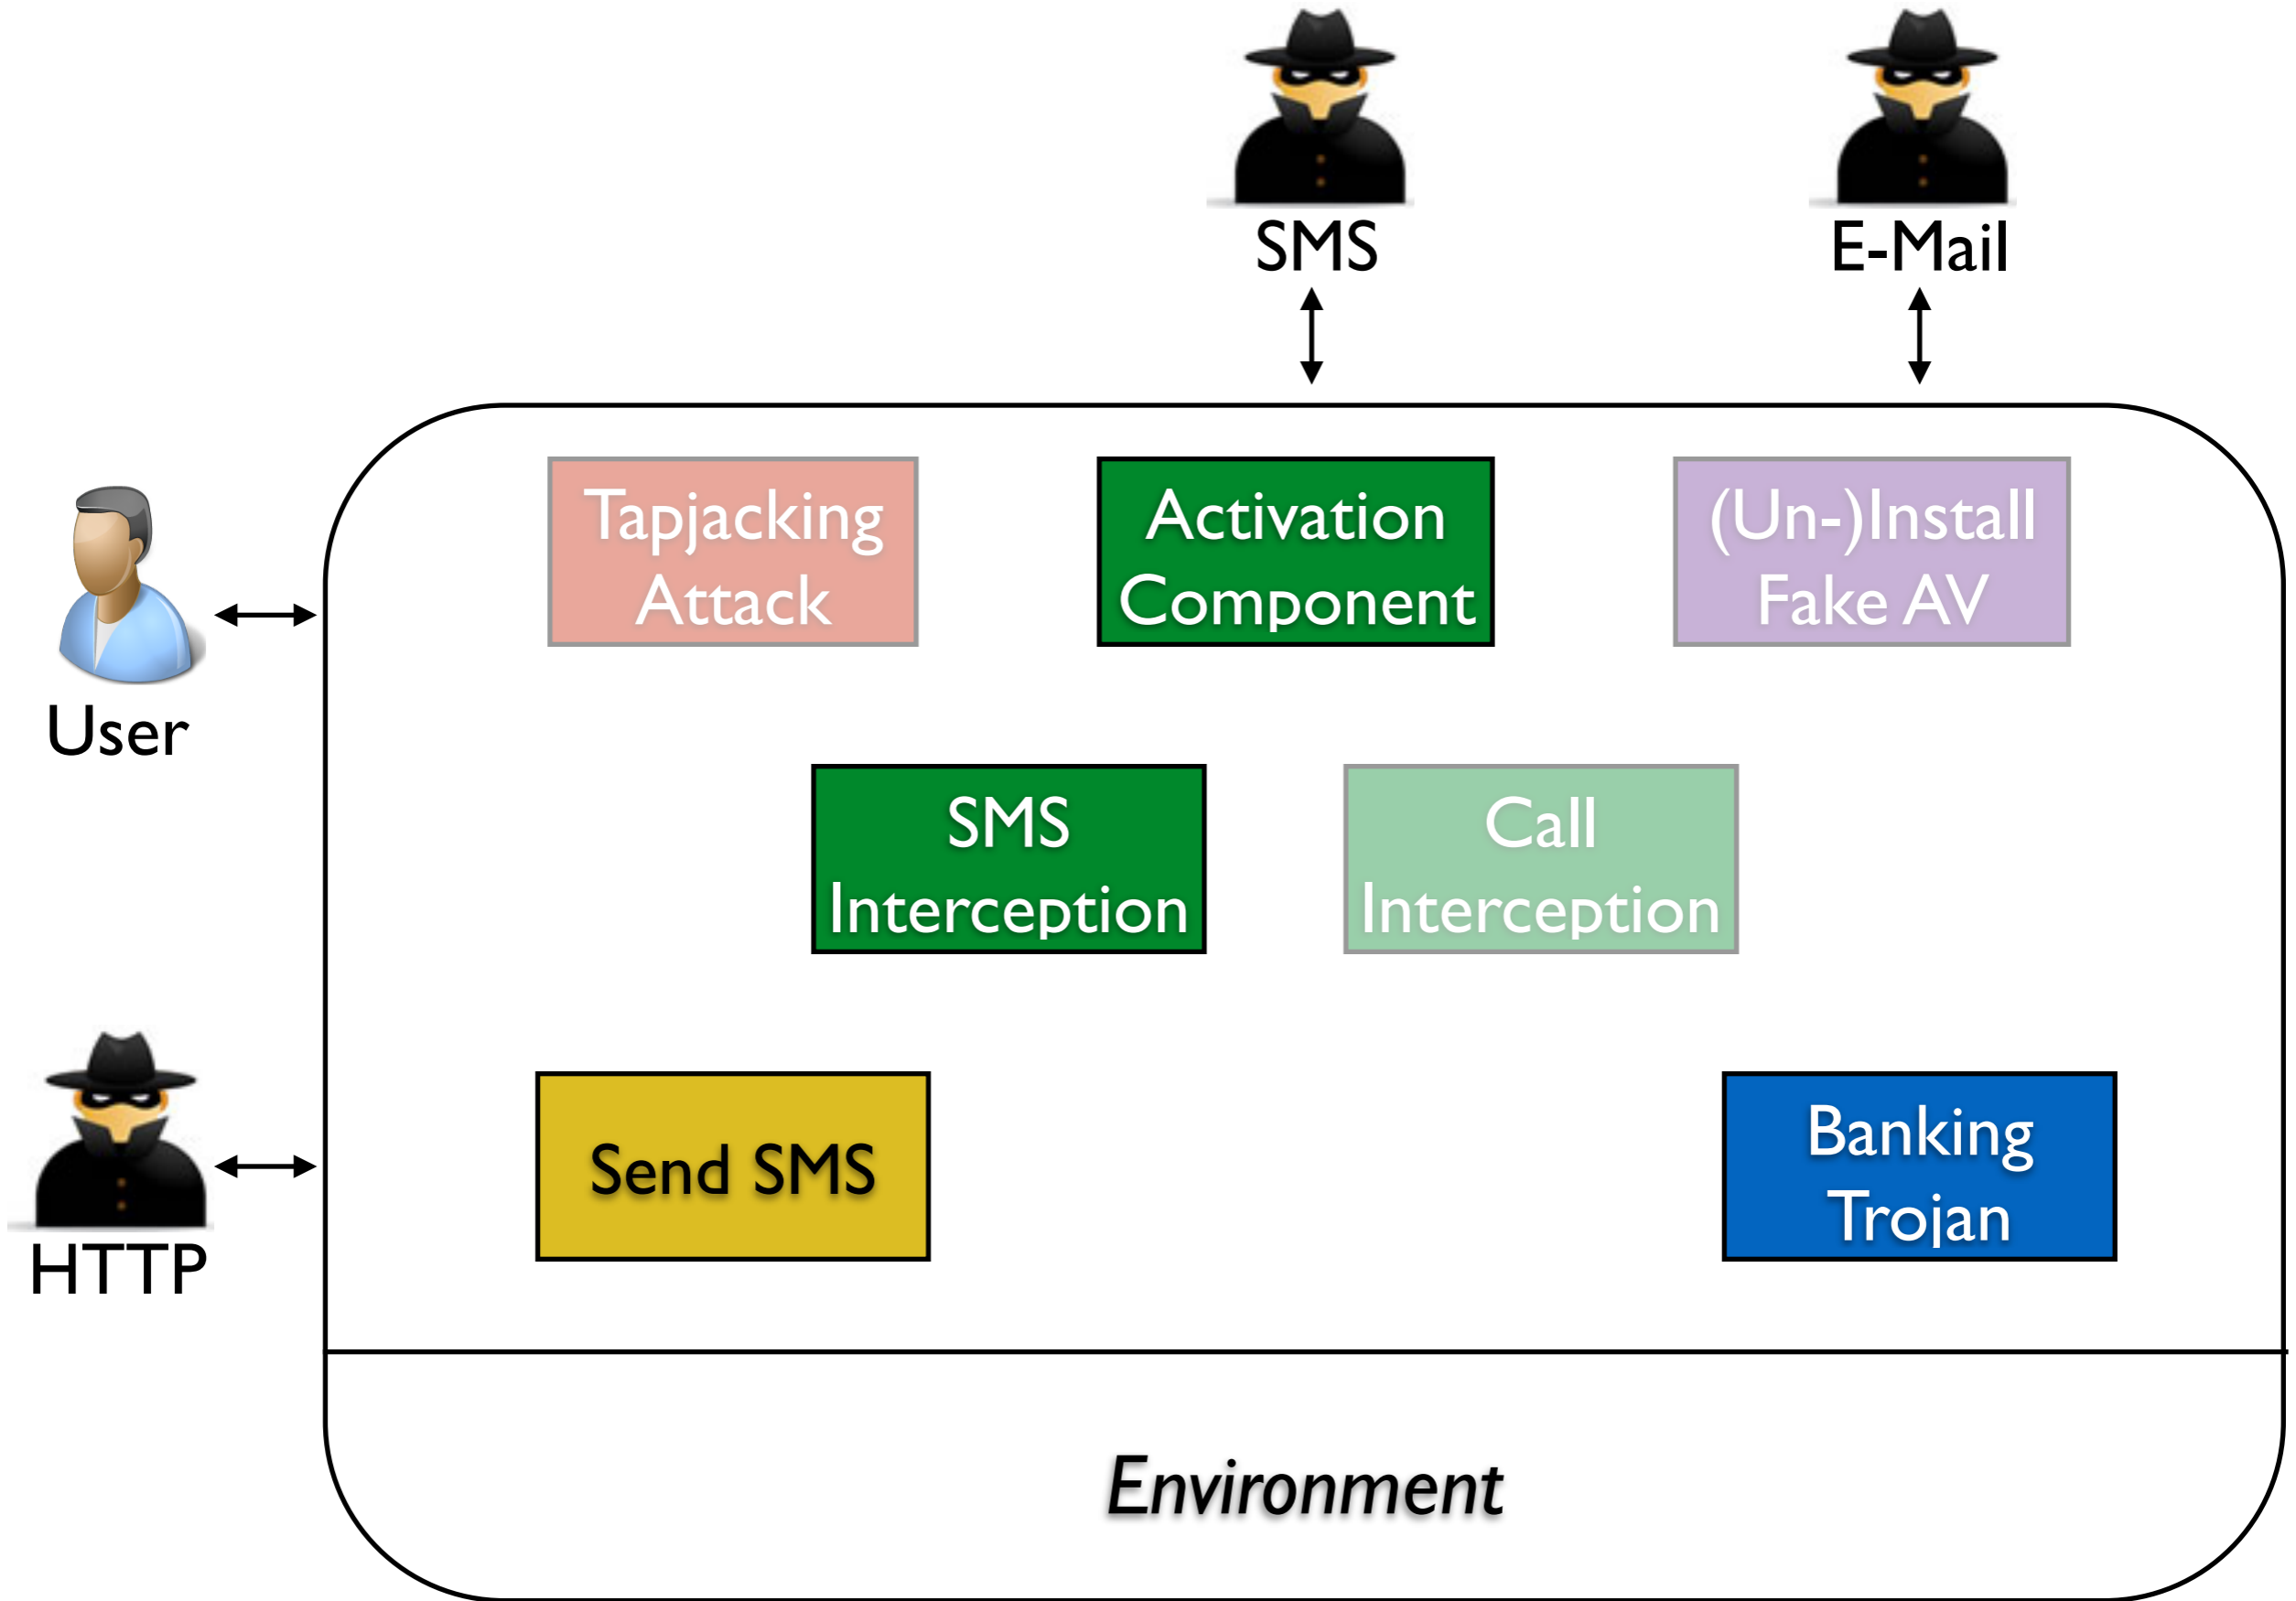 SMS
E-Mail
Tapjacking
Attack
Activation
Component
(Un-)Install
Fake AV
User
SMS
Interception
Call
Interception
Send SMS
Banking
Trojan
HTTP
Environment